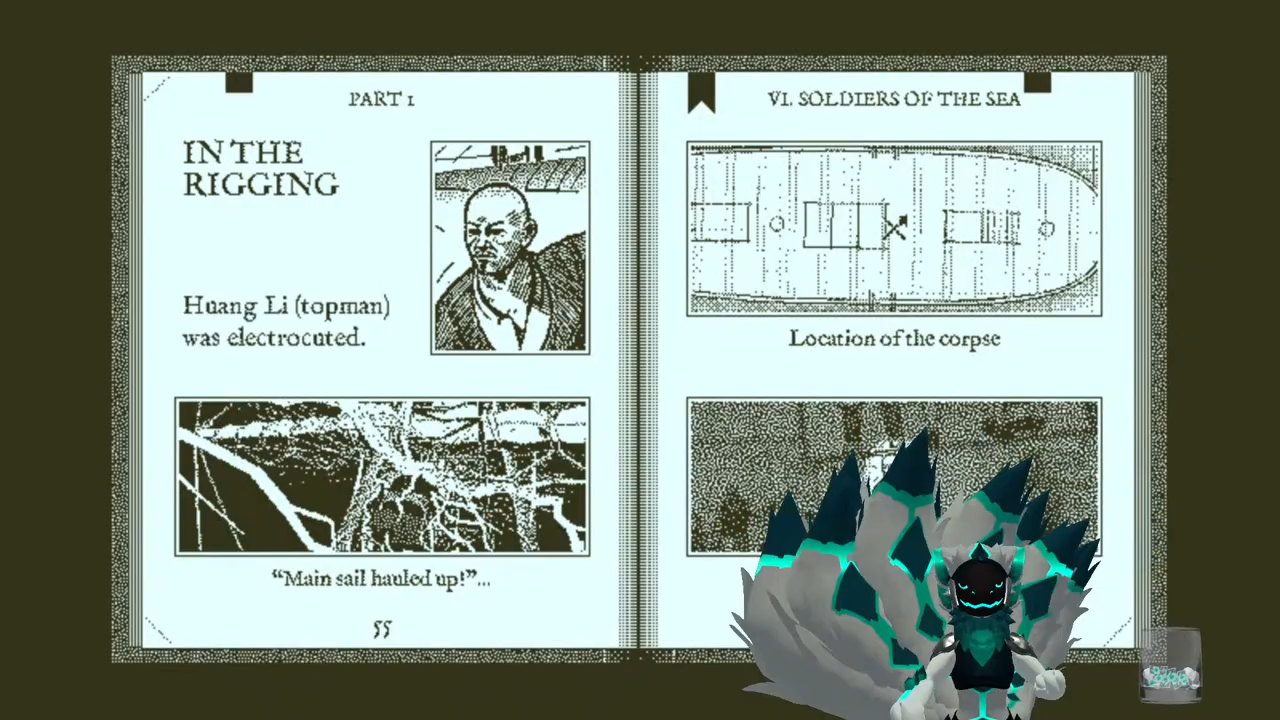 PART 1
IN THE
RIGGING
Huang Li (topman)
was electrocuted.
“Main sail hauled up!”...
55
VI. SOLDIERS OF THE SEA
Location of the corpse